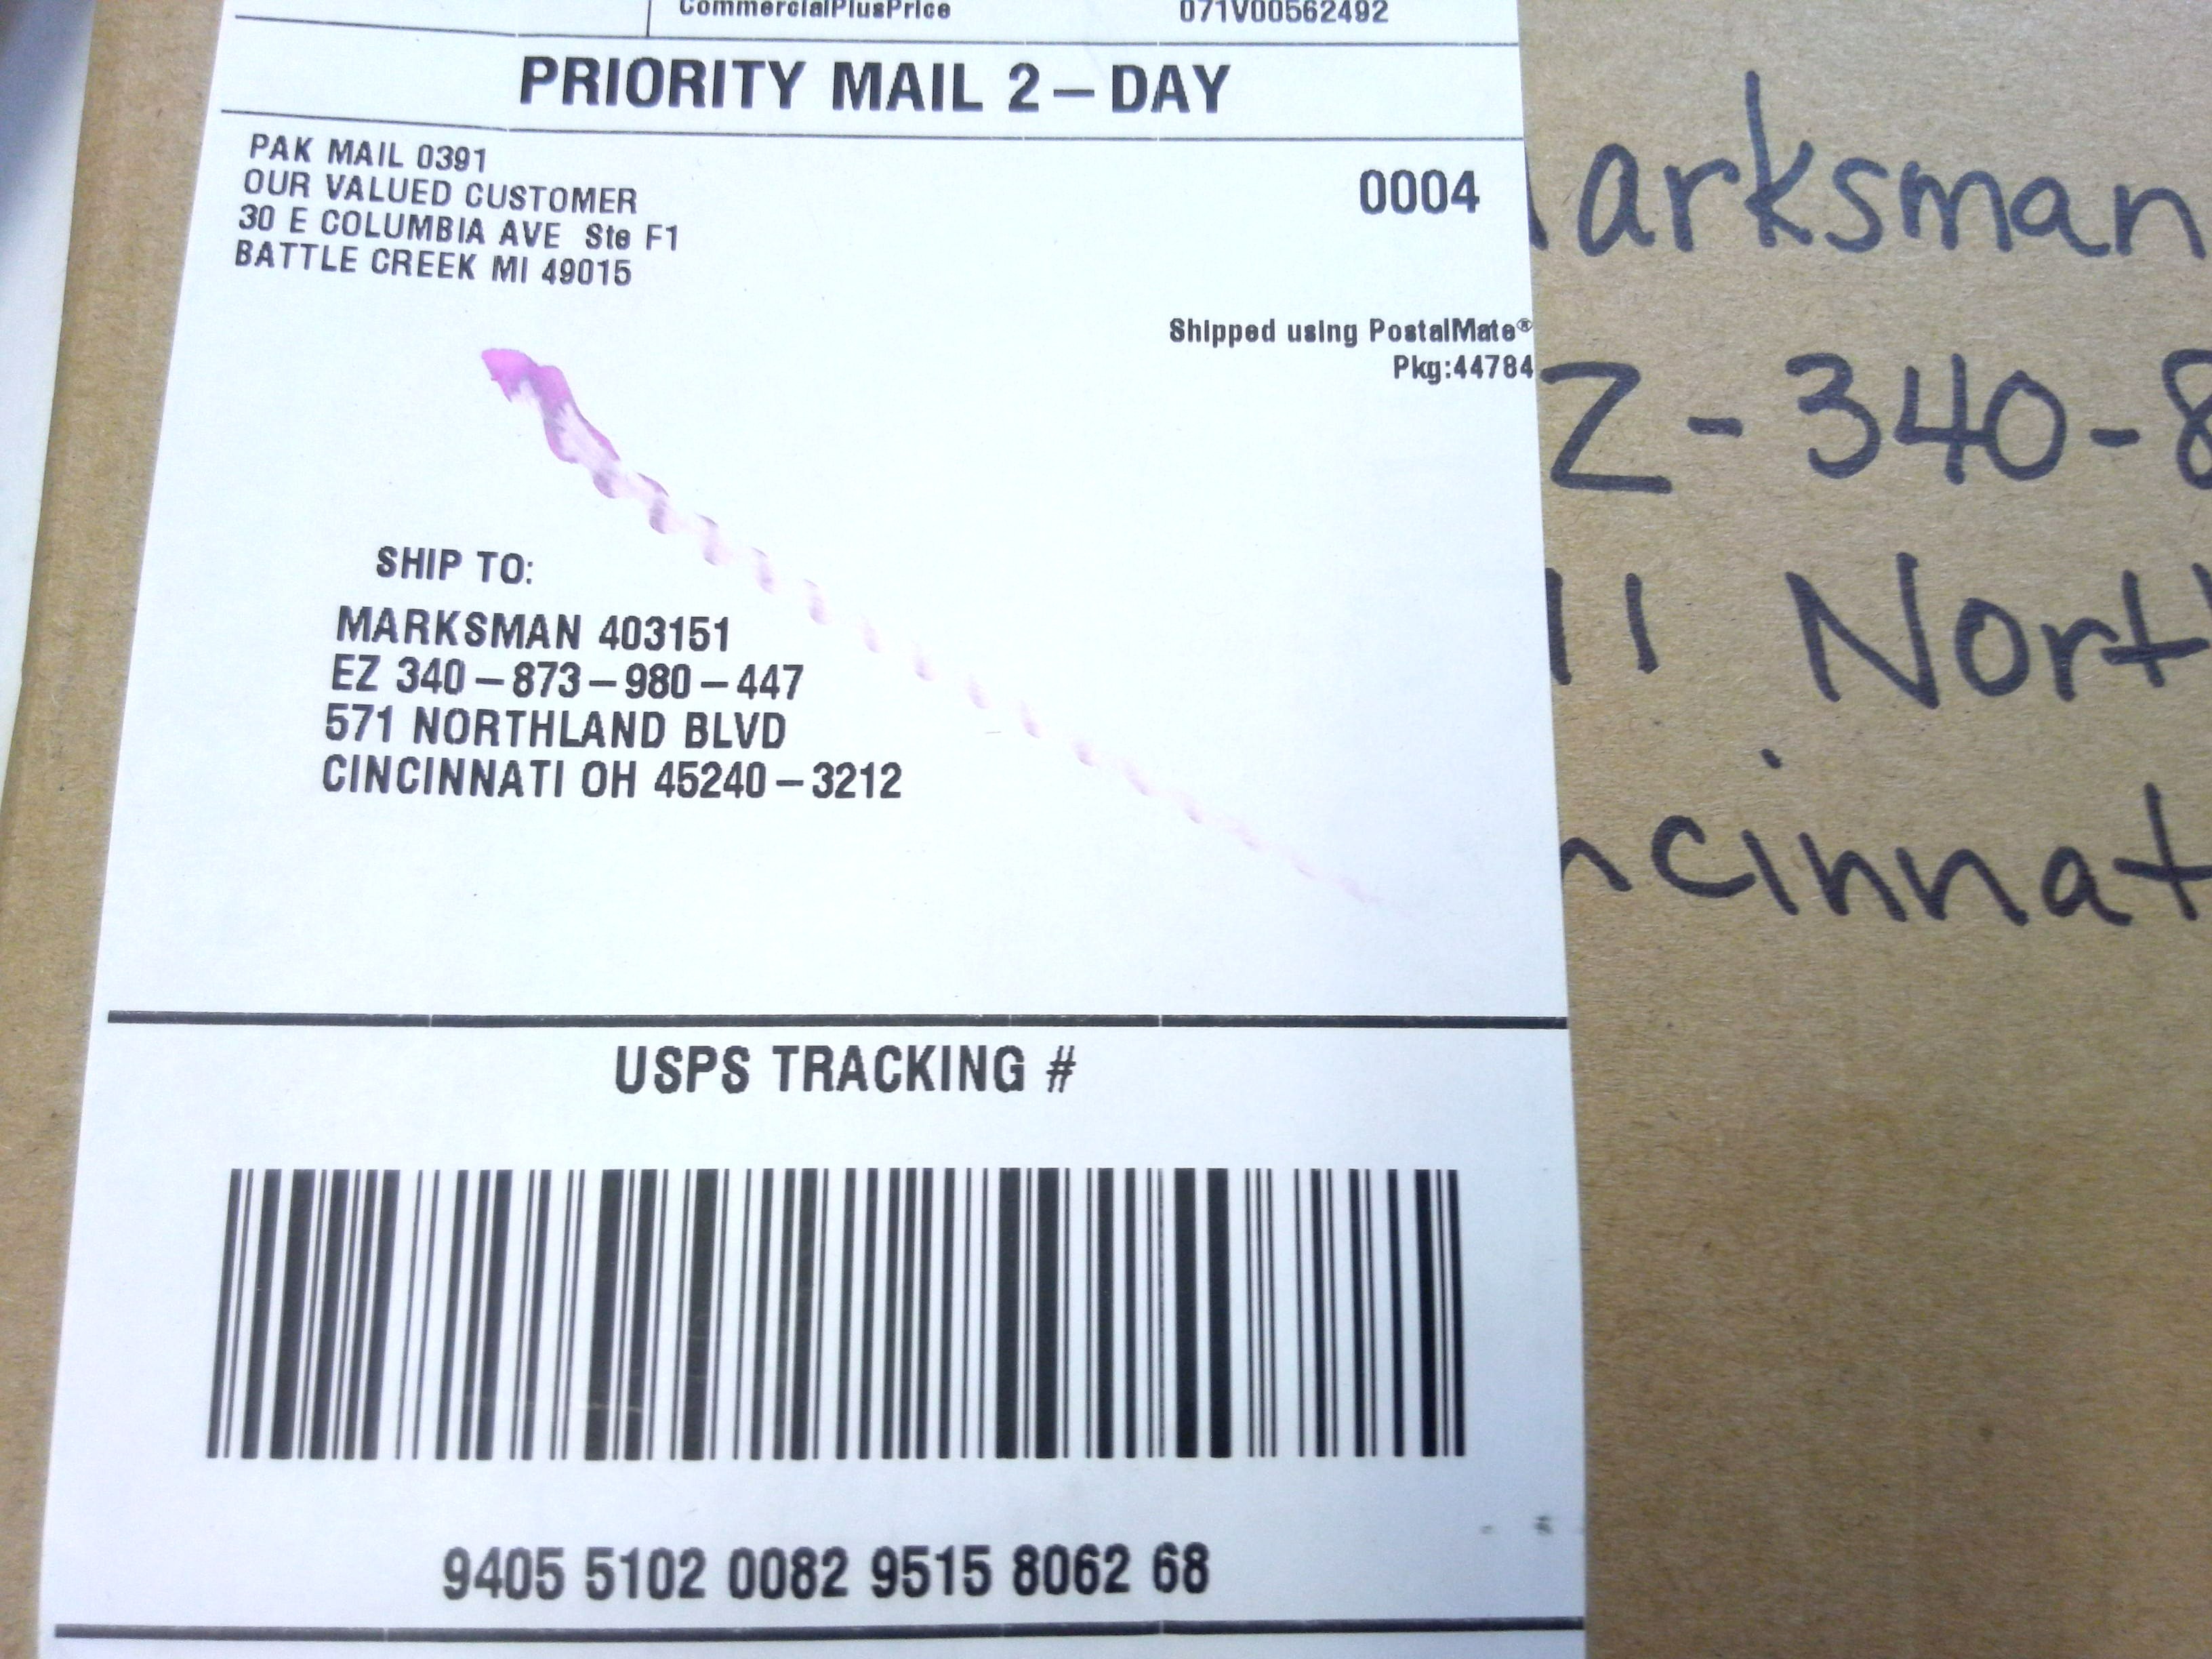 CommercialPlusPrice 071V00562492
PRIORITY MAIL 2-DAY
PAK MAIL 0391
OUR VALUED CUSTOMER
30 E COLUMBIA AVE Ste F1
BATTLE CREEK MI 49015
0004
Shipped using PostalMate®
Pkg:44784
SHIP TO:
MARKSMAN 403151
EZ 340-873-980-447
571 NORTHLAND BLVD
CINCINNATI OH 45240-3212
USPS TRACKING #
9405 5102 0082 9515 8062 68
arksman
Z-340-8
11 North
ncinnat